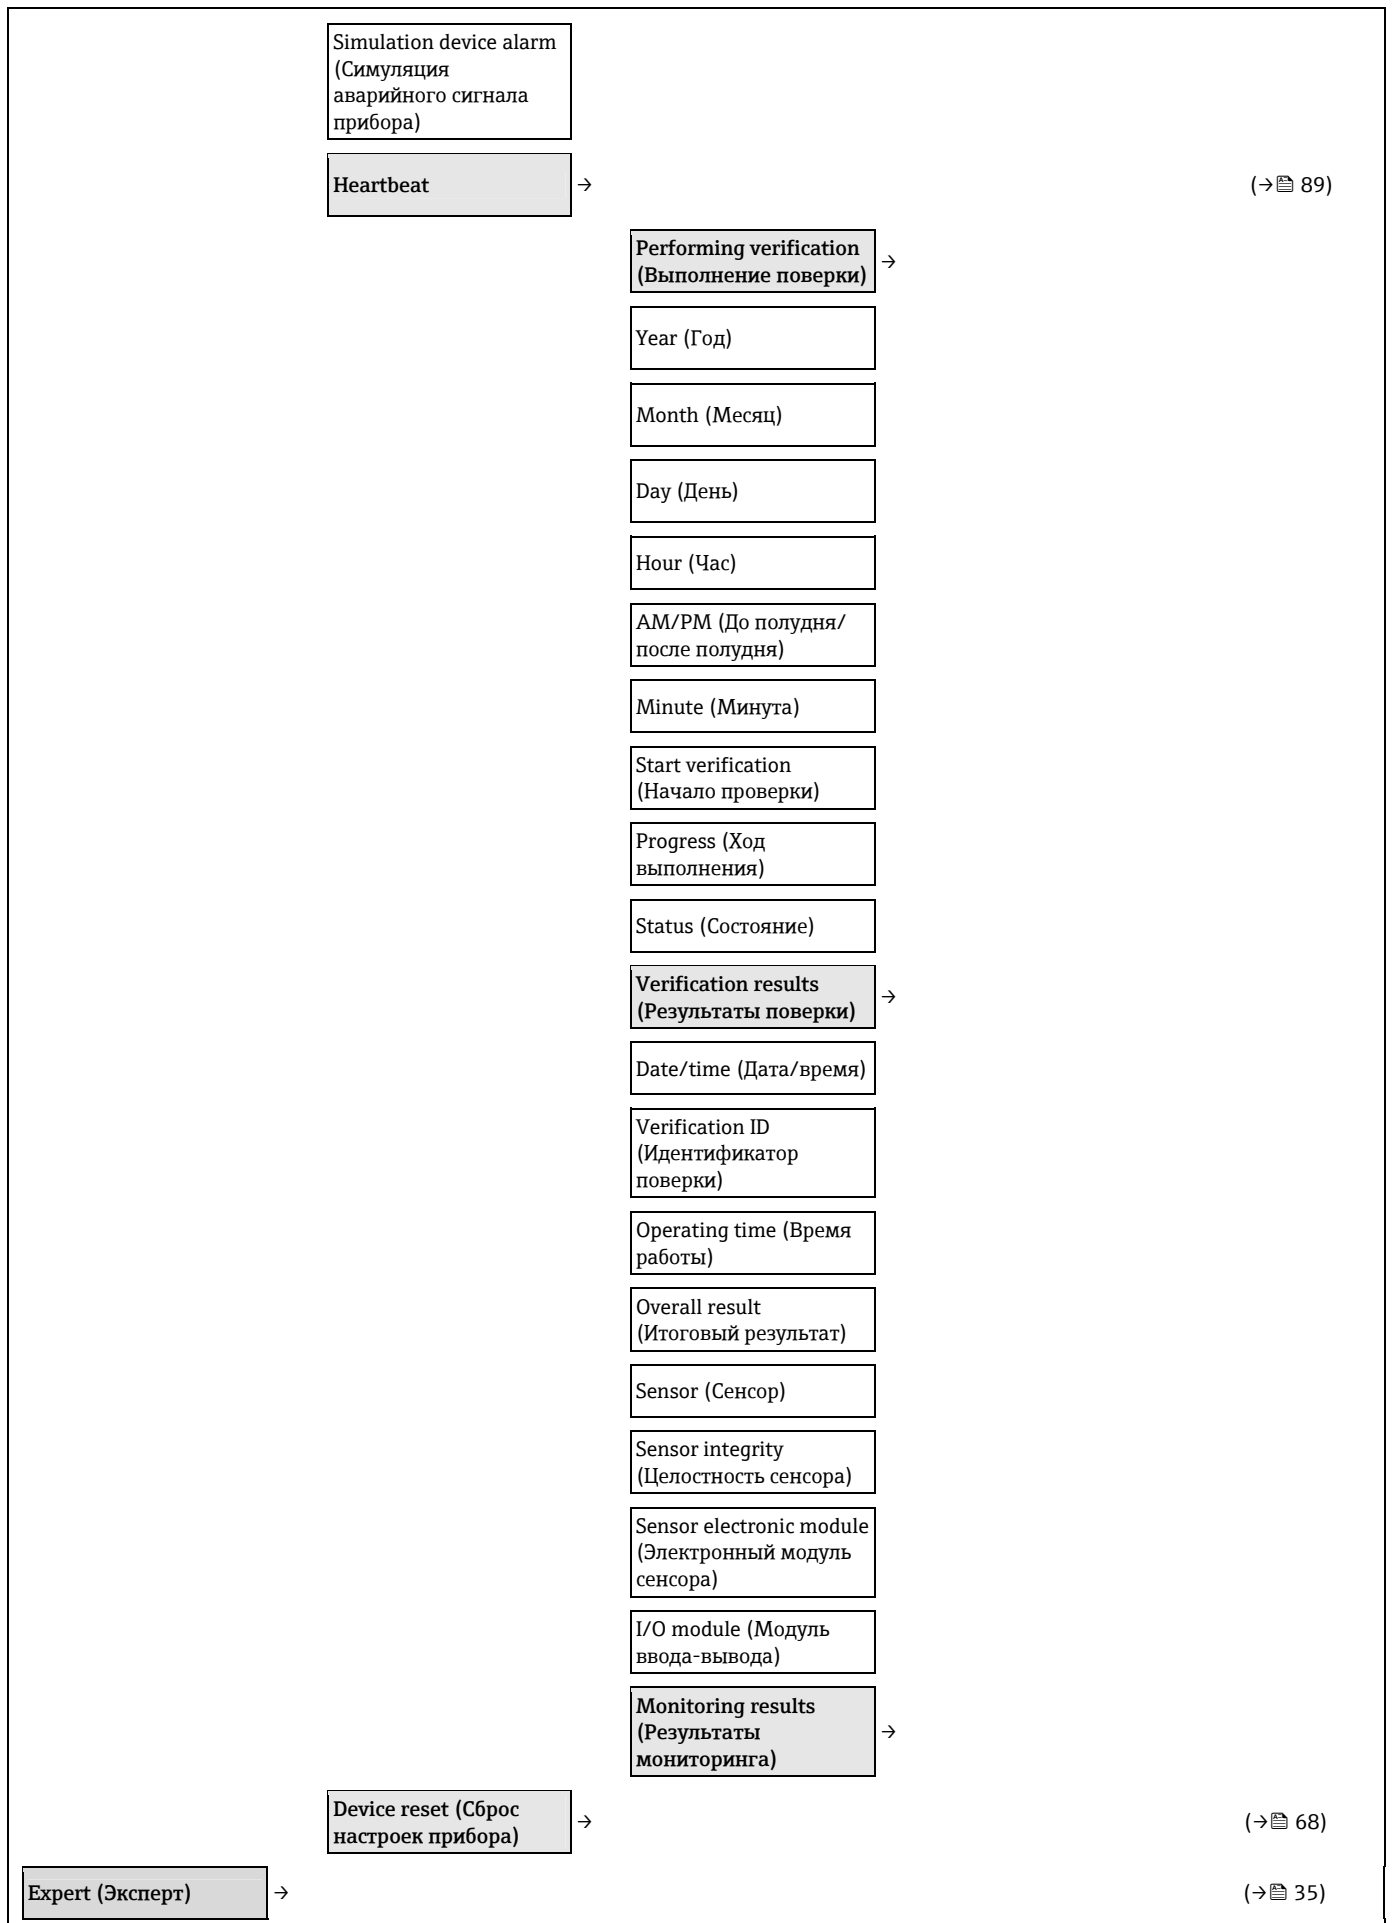 Simulation device alarm
(Симуляция
аварийного сигнала
прибора)
Heartbeat → (→ 89)
Performing verification
(Выполнение поверки) →
Year (Год)
Month (Месяц)
Day (День)
Hour (Час)
AM/PM (До полудня/
после полудня)
Minute (Минута)
Start verification
(Начало проверки)
Progress (Ход
выполнения)
Status (Состояние)
Verification results
(Результаты поверки) →
Date/time (Дата/время)
Verification ID
(Идентификатор
поверки)
Operating time (Время
работы)
Overall result
(Итоговый результат)
Sensor (Сенсор)
Sensor integrity
(Целостность сенсора)
Sensor electronic module
(Электронный модуль
сенсора)
I/O module (Модуль
ввода-вывода)
Monitoring results
(Результаты
мониторинга) →
Device reset (Сброс
настроек прибора) → (→ 68)
Expert (Эксперт) → (→ 35)